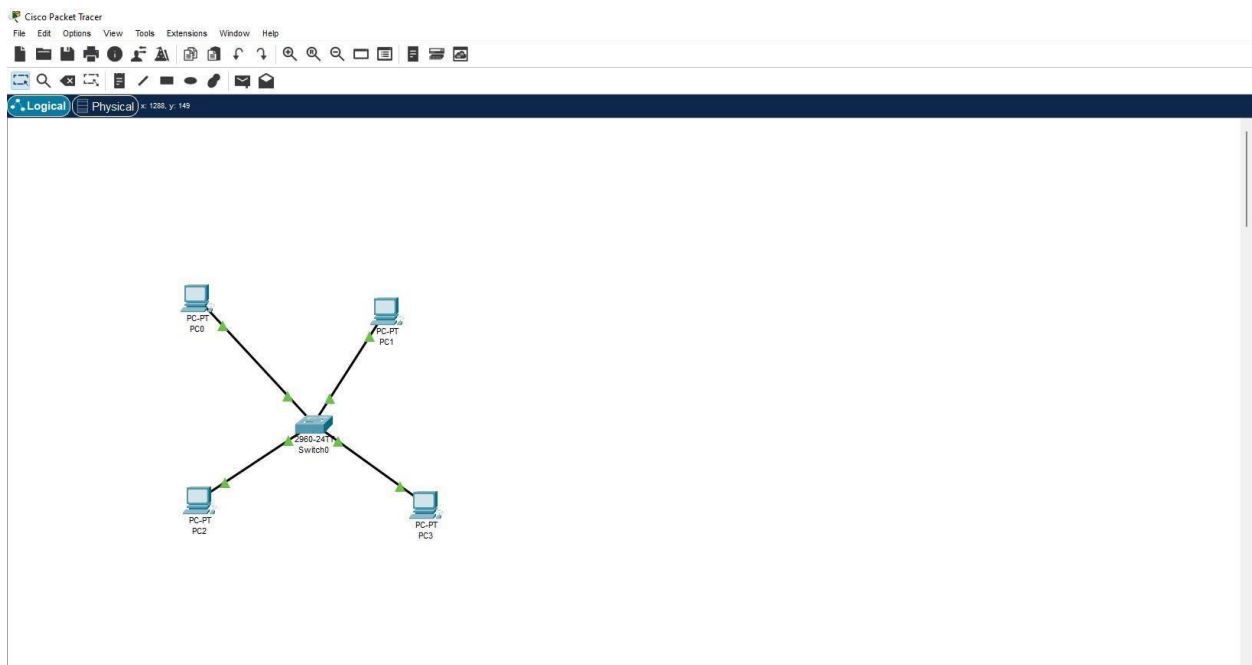 Cisco Packet Tracer
File Edit Options View Tools Extensions Window Help
Logical Physical x: 1288, y: 149
PC-PT
PC0
PC-PT
PC1
2960-24TT
Switch0
PC-PT
PC2
PC-PT
PC3